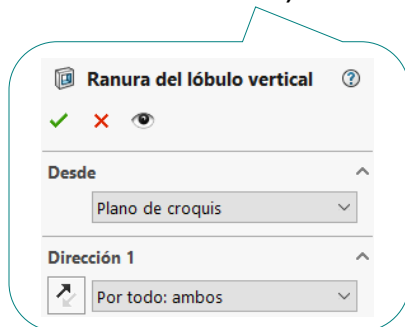 Ranura del lóbulo vertical
Desde
Plano de croquis
Dirección 1
Por todo: ambos